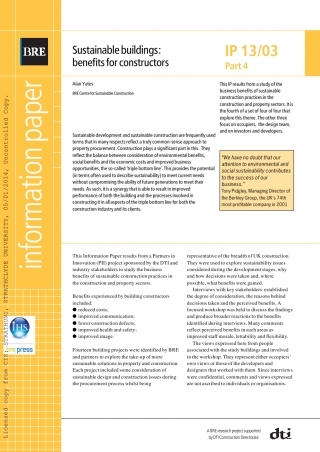 BRE
Sustainable buildings:
benefits for constructors
IP 13/03
Part 4
Alan Yates
BRE Centre for Sustainable Construction
This IP results from a study of the
business benefits of sustainable
construction practices in the
construction and property sectors. It is
the fourth of a set of four that
explore this theme. The other three
focus on occupiers, the design team,
and on investors and developers.
Sustainable development and sustainable construction are frequently used
terms that in many respects reflect a truly common-sense approach to
property procurement. Construction plays a significant part in this. They
reflect the balance between consideration of environmental benefits,
social benefits and the economic costs and improved business
opportunities, the so-called 'triple bottom line'. This provides the potential
(in terms often used to describe sustainability) to meet current needs
without compromising the ability of future generations to meet their
needs. As such, it is a synergy that is able to result in improved
performance of both the building and the processes involved in
constructing it in all aspects of the triple bottom line for both the
construction industry and its clients.
"We have no doubt that our
attention to environmental and
social sustainability contributes
to the success of our
business."
Tony Pidgley, Managing Director of
the Berkley Group, the UK's 74th
most profitable company in 2001
information paper
Licensed copy from CIS: STRATHUNO, STRATHCLYDE UNIVERSITY, 05/01/2014, Uncontrolled Copy.
IHS
press
This Information Paper results from a Partners in
Innovation (PII) project sponsored by the DTI and
industry stakeholders to study the business
benefits of sustainable construction practices in
the construction and property sectors.
Benefits experienced by building constructors
included:
● reduced costs;
● improved communication;
● fewer construction defects;
● improved health and safety;
● improved image.
Fourteen building projects were identified by BRE
and partners to explore the take-up of more
sustainable solutions in property and construction.
Each project included some consideration of
sustainable design and construction issues during
the procurement process whilst being
representative of the breadth of UK construction.
They were used to explore sustainability issues
considered during the development stages, why
and how decisions were taken and, where
possible, what benefits were gained.
Interviews with key stakeholders established
the degree of consideration, the reasons behind
decisions taken and the perceived benefits. A
focused workshop was held to discuss the findings
and produce broader reactions to the benefits
identified during interviews. Many comments
reflect perceived benefits in such areas as
improved staff morale, lettability and flexibility.
The views expressed here are from people
associated with the study buildings and involved
in the workshop. They represent either occupiers'
own views or those of the developers and
designers that worked with them. Since interviews
were confidential, comments and views expressed
are not ascribed to individuals or organisations.
A BRE research project supported
by DTI Construction Directorate
dti